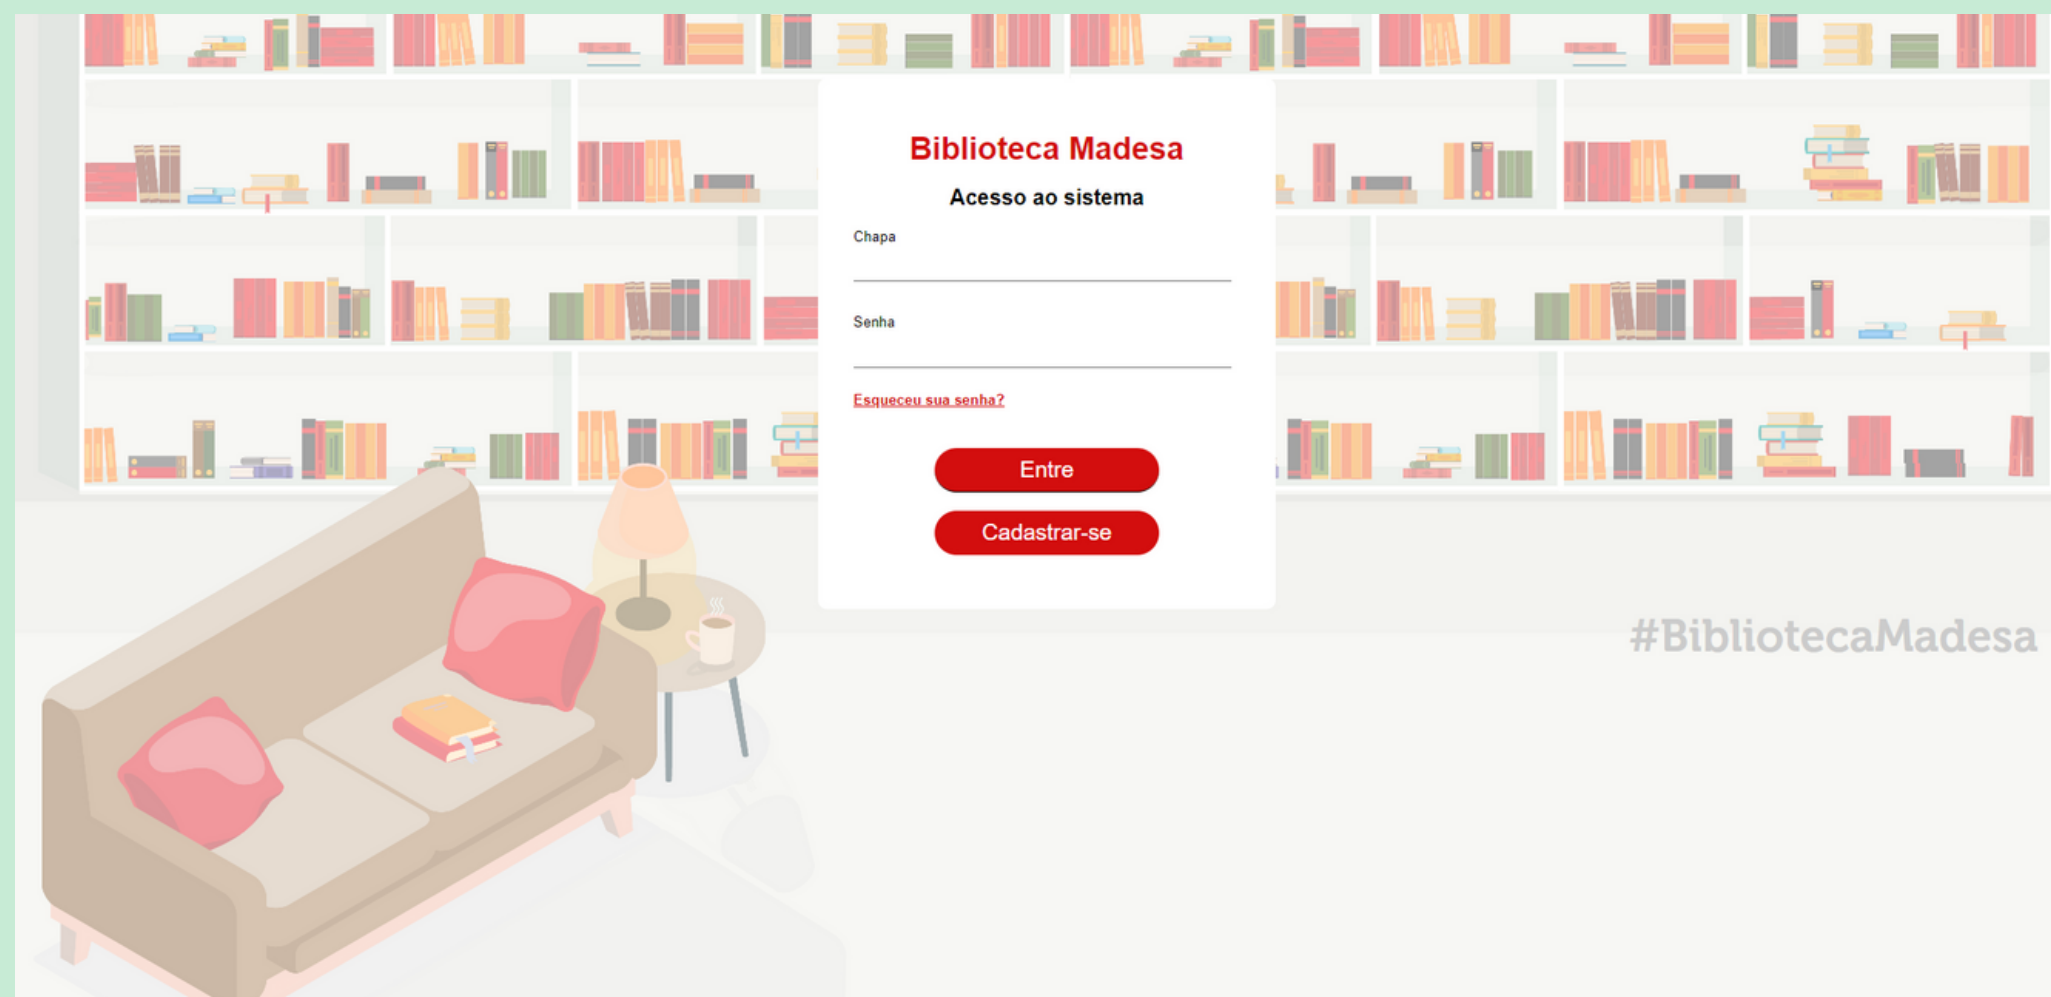 Biblioteca Madesa
Acesso ao sistema
Chapa
Senha
Esqueceu sua senha?
Entre
Cadastrar-se
#BibliotecaMadesa